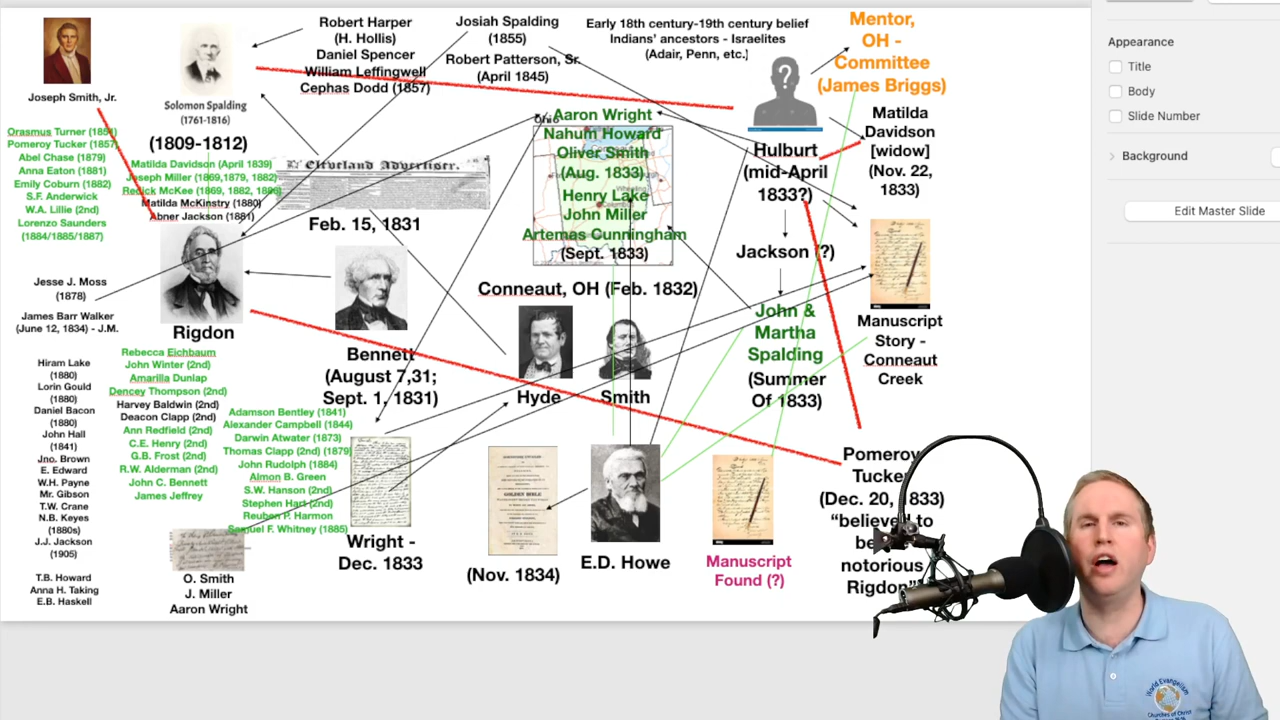 Joseph Smith, Jr.
Orasmus Turner (1851)
Pomeroy Tucker (1857)
Abel Chase (1879)
Anna Eaton (1881)
Emily Coburn (1882)
S.F. Anderwick
W.A. Lillie (2nd)
Lorenzo Saunders
(1884/1885/1887)
Solomon Spalding
(1761-1816)
(1809-1812)
Matilda Davidson (April 1839)
Joseph Miller (1869,1879, 1882)
Redick McKee (1869, 1882, 1886)
Matilda McKinstry (1880)
Abner Jackson (1881)
Robert Harper
(H. Hollis)
Daniel Spencer
William Leffingwell
Cephas Dodd (1857)
Josiah Spalding
(1855)
Robert Patterson, Sr.
(April 1845)
Early 18th century-19th century belief
Indians' ancestors - Israelites
(Adair, Penn, etc.)
Mentor,
OH -
Committee
(James Briggs)
Cleveland Advertiser.
Feb. 15, 1831
Ohio
Aaron Wright
Nahum Howard
Oliver Smith
(Aug. 1833)
Henry Lake
John Miller
Artemas Cunningham
(Sept. 1833)
Conneaut, OH (Feb. 1832)
?
Hulburt
(mid-April
1833?)
Jackson (?)
John &
Martha
Spalding
(Summer
Of 1833)
Matilda
Davidson
[widow]
(Nov. 22,
1833)
Manuscript
Story -
Conneaut
Creek
Jesse J. Moss
(1878)
James Barr Walker
(June 12, 1834) - J.M.
Rigdon
Bennett
(August 7,31;
Sept. 1, 1831)
Hyde
Smith
Hiram Lake
(1880)
Lorin Gould
(1880)
Daniel Bacon
(1880)
John Hall
(1841)
Jno. Brown
E. Edward
W.H. Payne
Mr. Gibson
T.W. Crane
N.B. Keyes
(1880s)
J.J. Jackson
(1905)
T.B. Howard
Anna H. Taking
E.B. Haskell
Rebecca Eichbaum
John Winter (2nd)
Amarilla Dunlap
Dencey Thompson (2nd)
Harvey Baldwin (2nd)
Deacon Clapp (2nd)
Ann Redfield (2nd)
C.E. Henry (2nd)
G.B. Frost (2nd)
R.W. Alderman (2nd)
John C. Bennett
James Jeffrey
Adamson Bentley (1841)
Alexander Campbell (1844)
Darwin Atwater (1873)
Thomas Clapp (2nd) (1879)
John Rudolph (1884)
Almon B. Green
S.W. Hanson (2nd)
Stephen Hart (2nd)
Reuben P. Harmon
Samuel F. Whitney (1885)
O. Smith
J. Miller
Aaron Wright
Wright -
Dec. 1833
GOLDEN BIBLE
(Nov. 1834)
E.D. Howe
Manuscript
Found (?)
Pomeroy
Tucker
(Dec. 20, 1833)
"believed to
notorious
Rigdon"
Appearance
Title
Body
Slide Number
Background
Edit Master Slide
World Evangelism
Churches of Christ